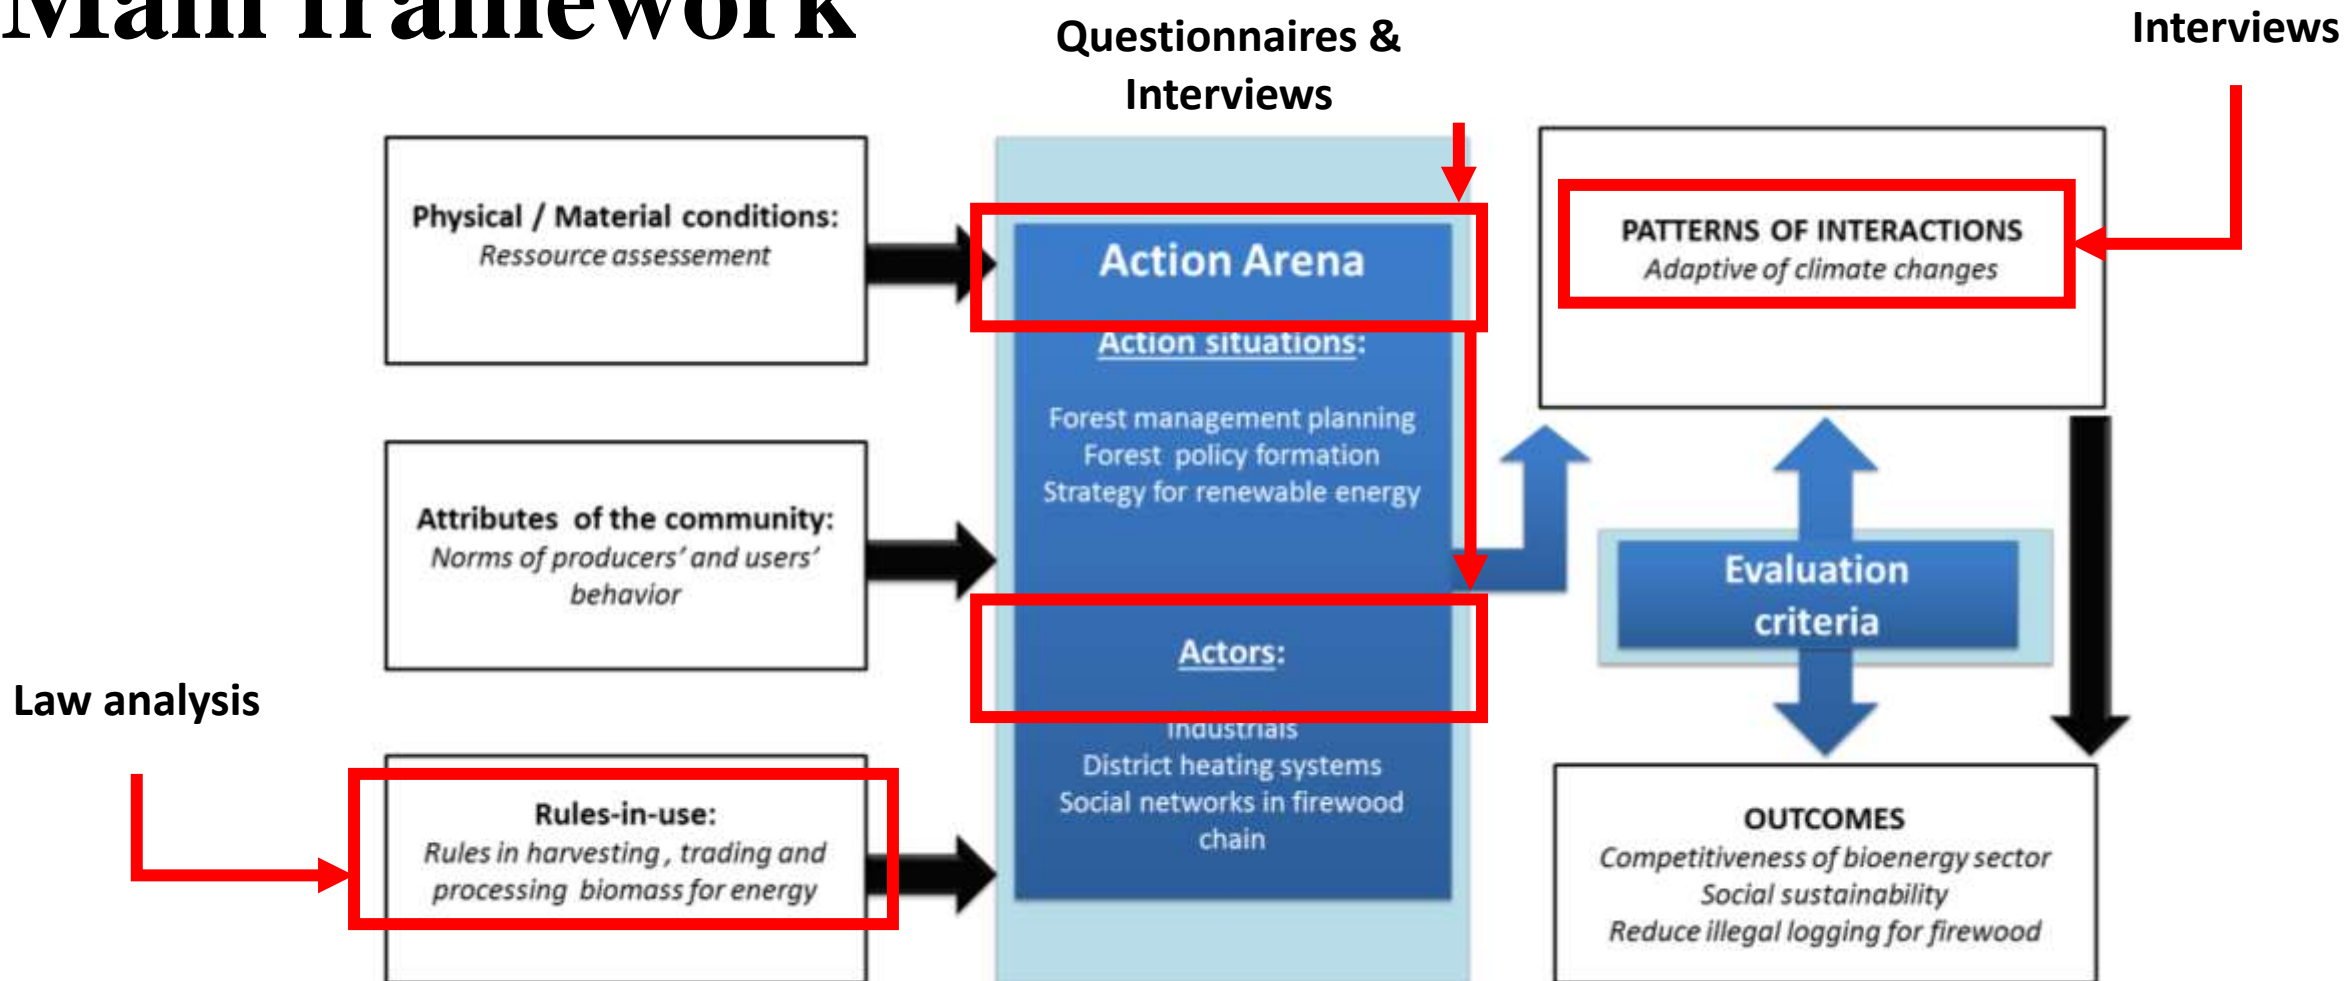 Main framework
Questionnaires &
Interviews
Interviews
Physical / Material conditions:
Ressource assessement
Attributes of the community:
Norms of producers' and users'
behavior
Law analysis
Rules-in-use:
Rules in harvesting , trading and
processing biomass for energy
Action Arena
Action situations:
Forest management planning
Forest policy formation
Strategy for renewable energy
Actors:
Industrials
District heating systems
Social networks in firewood
chain
PATTERNS OF INTERACTIONS
Adaptive of climate changes
Evaluation
criteria
OUTCOMES
Competitiveness of bioenergy sector
Social sustainability
Reduce illegal logging for firewood